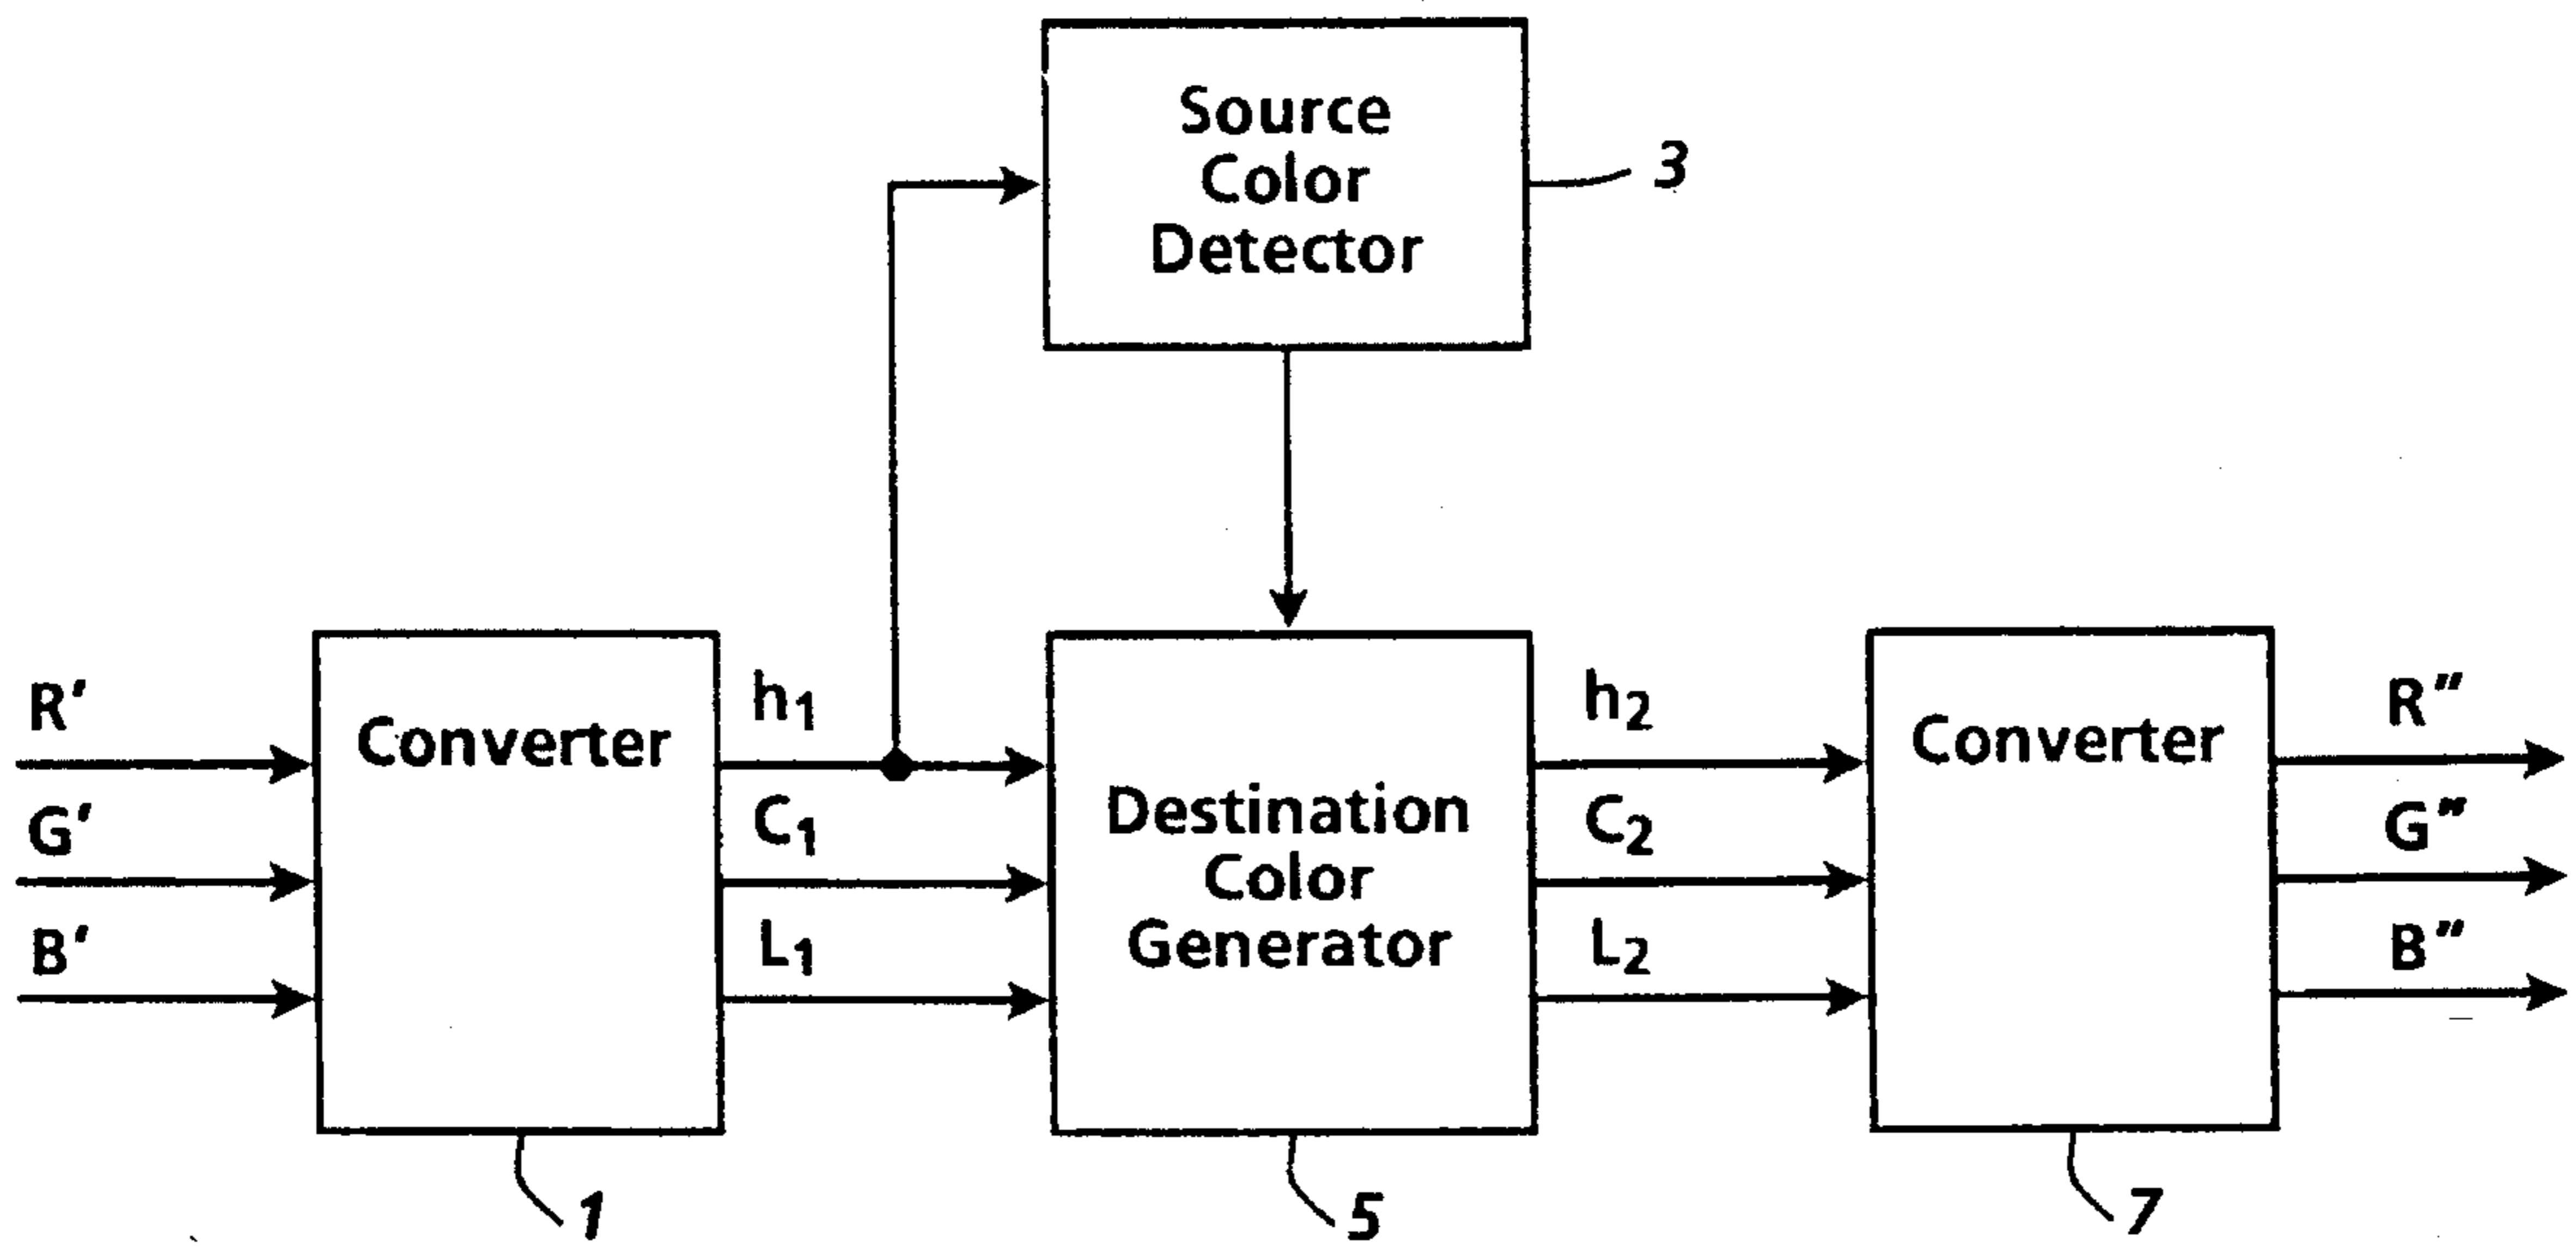 Source
Color
Detector
3
R'
G'
B'
Converter
h1
C1
L1
Destination
Color
Generator
h2
C2
L2
Converter
R"
G"
B"
1
5
7